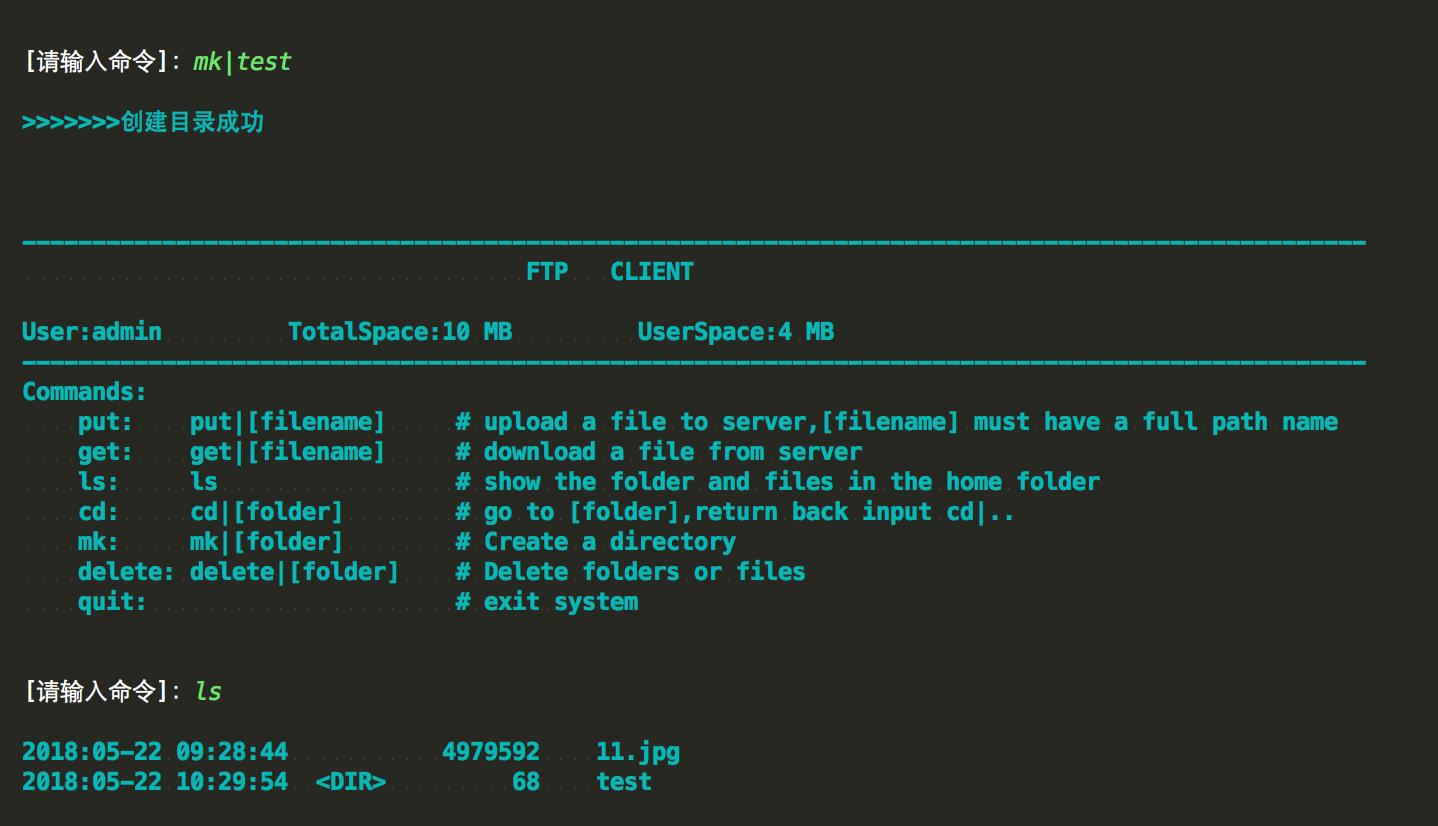 [请输入命令]: mk|test
>>>>>>>创建目录成功
FTP CLIENT
User:admin TotalSpace:10 MB UserSpace:4 MB
Commands:
put: put|[filename] # upload a file to server,[filename] must have a full path name
get: get|[filename] # download a file from server
ls: ls # show the folder and files in the home folder
cd: cd|[folder] # go to [folder],return back input cd|..
mk: mk|[folder] # Create a directory
delete: delete|[folder] # Delete folders or files
quit: # exit system
[请输入命令]: ls
2018:05-22 09:28:44 4979592 11.jpg
2018:05-22 10:29:54 <DIR> 68 test